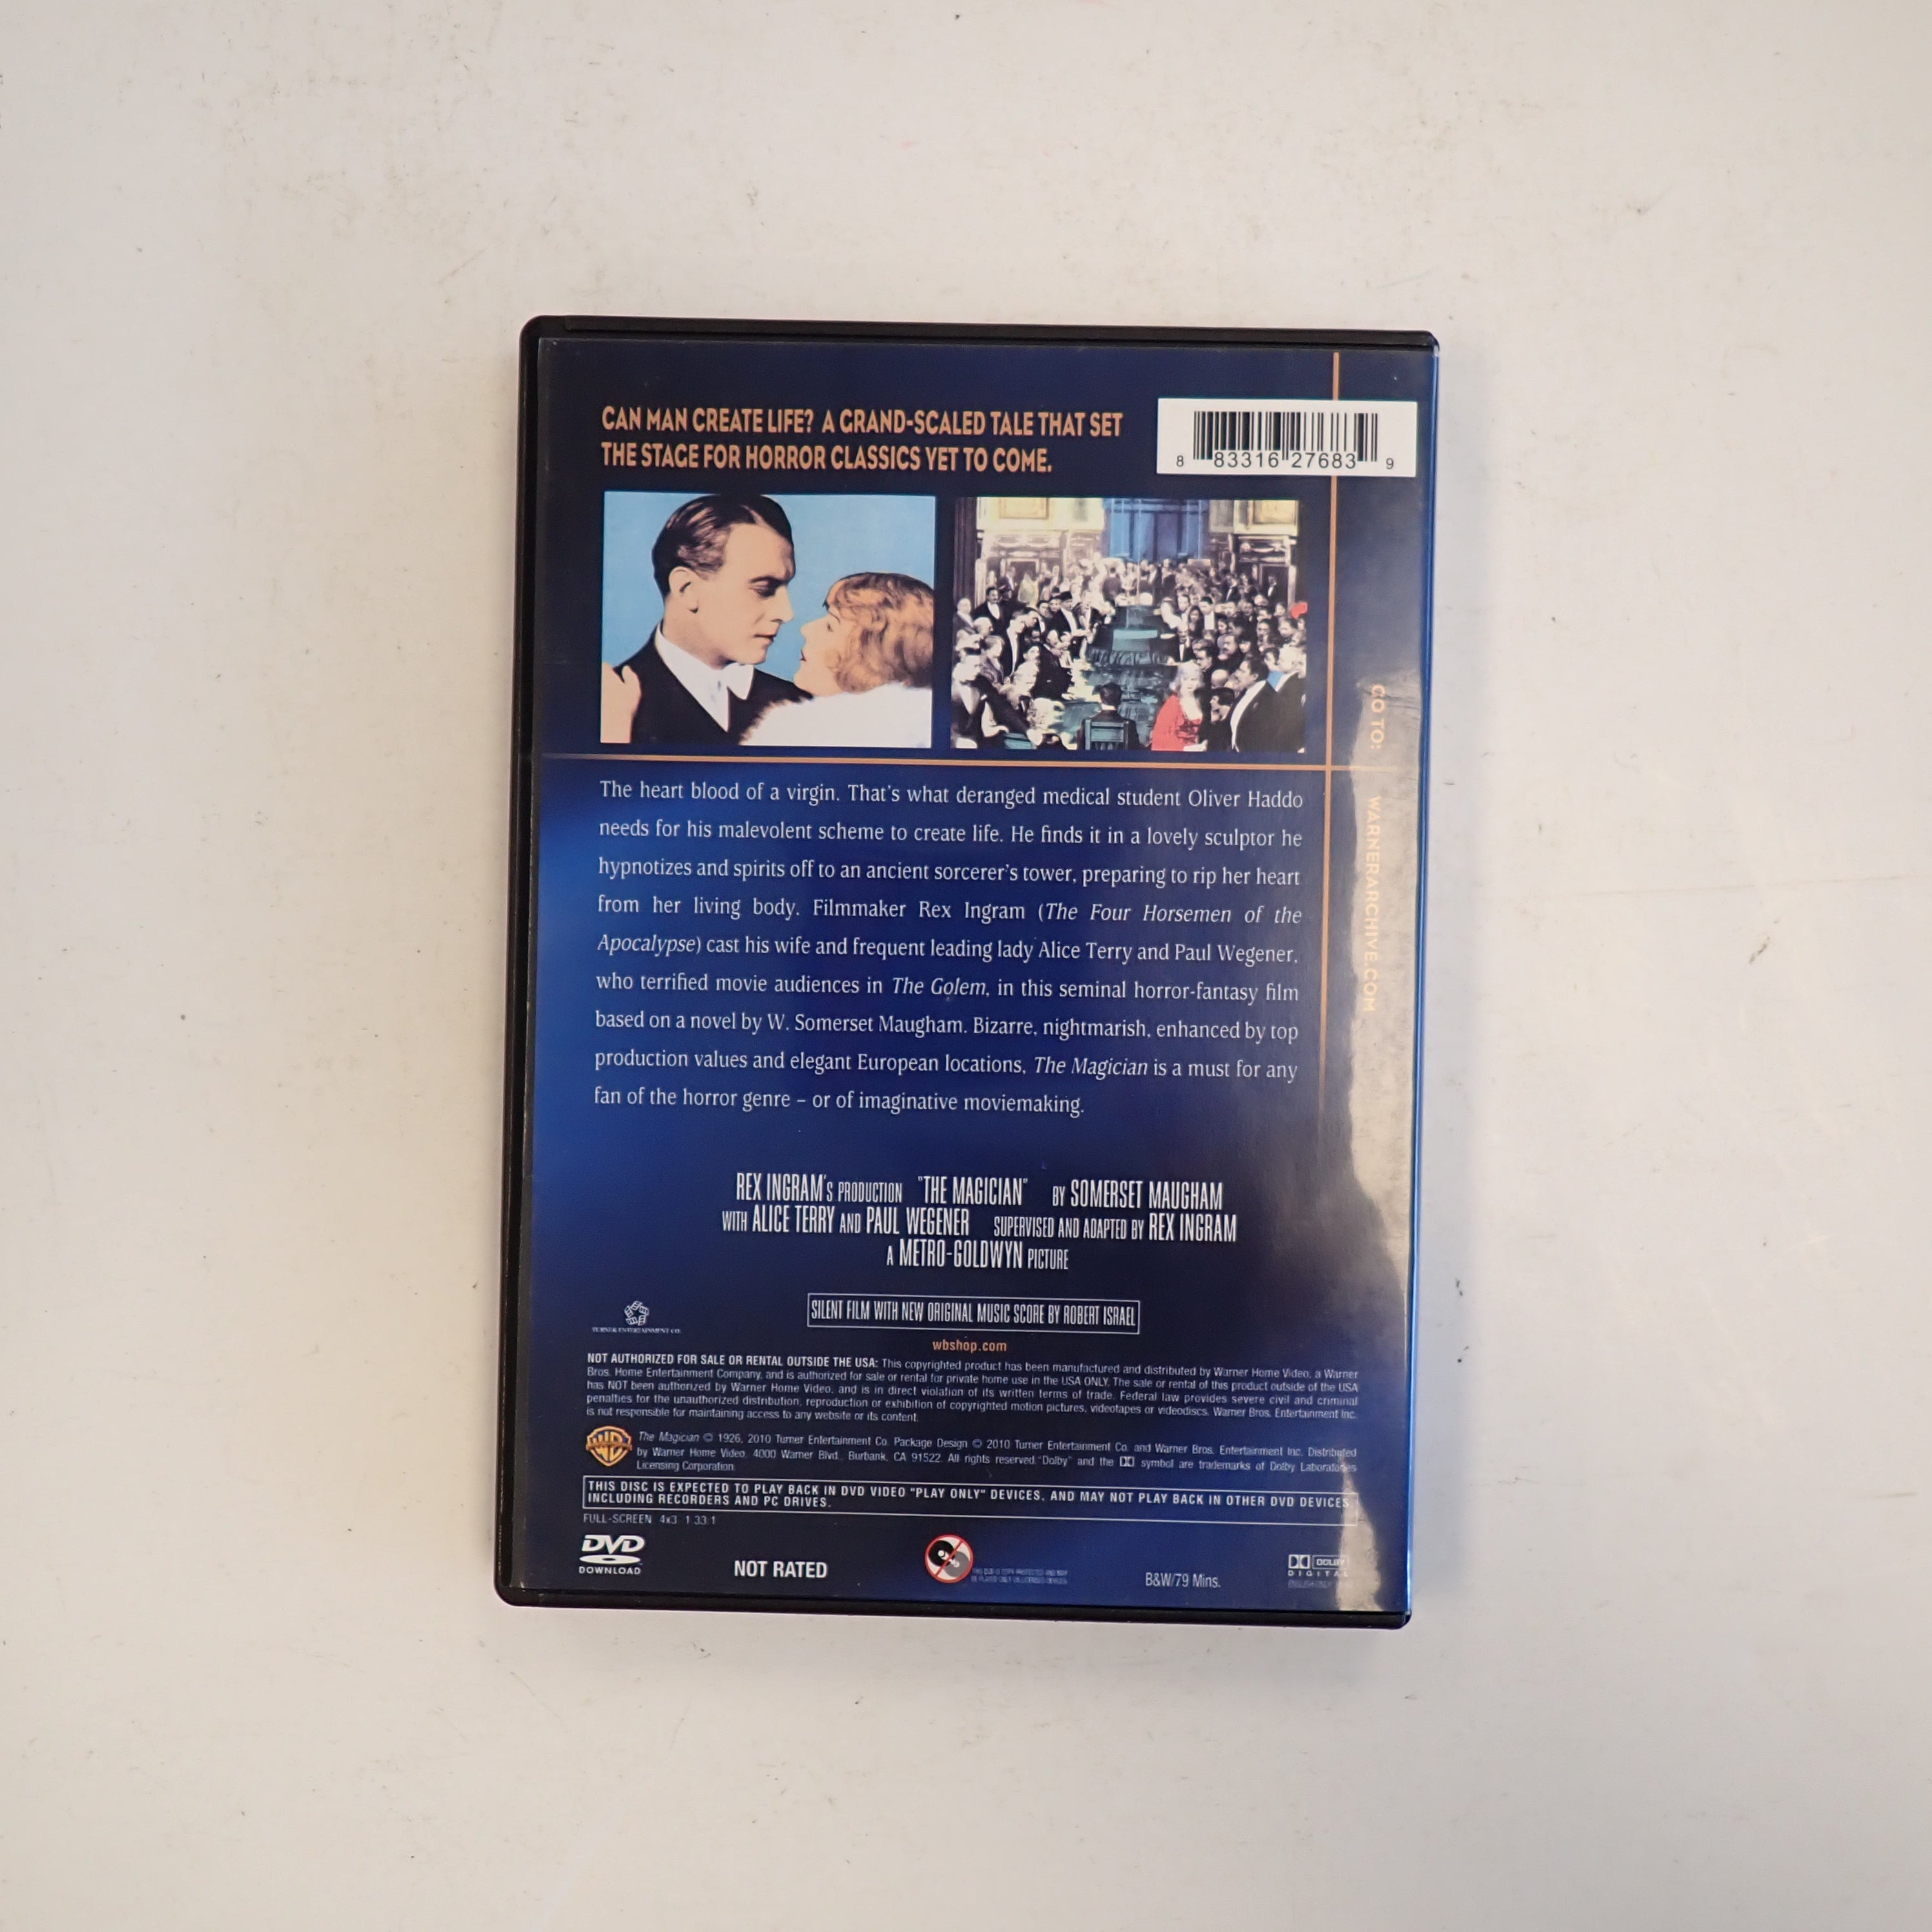 CAN MAN CREATE LIFE? A GRAND-SCALED TALE THAT SET
THE STAGE FOR HORROR CLASSICS YET TO COME.
8 83316 27683 9
GO TO: WARNERARCHIVE.COM
The heart blood of a virgin. That's what deranged medical student Oliver Haddo
needs for his malevolent scheme to create life. He finds it in a lovely sculptor he
hypnotizes and spirits off to an ancient sorcerer's tower, preparing to rip her heart
from her living body. Filmmaker Rex Ingram (The Four Horsemen of the
Apocalypse) cast his wife and frequent leading lady Alice Terry and Paul Wegener,
who terrified movie audiences in The Golem, in this seminal horror-fantasy film
based on a novel by W. Somerset Maugham. Bizarre, nightmarish, enhanced by top
production values and elegant European locations, The Magician is a must for any
fan of the horror genre – or of imaginative moviemaking.
REX INGRAM'S PRODUCTION "THE MAGICIAN" BY SOMERSET MAUGHAM
WITH ALICE TERRY AND PAUL WEGENER SUPERVISED AND ADAPTED BY REX INGRAM
A METRO-GOLDWYN PICTURE
TURNER ENTERTAINMENT CO.
SILENT FILM WITH NEW ORIGINAL MUSIC SCORE BY ROBERT ISRAEL
wbshop.com
NOT AUTHORIZED FOR SALE OR RENTAL OUTSIDE THE USA: This copyrighted product has been manufactured and distributed by Warner Home Video, a Warner
Bros. Home Entertainment Company, and is authorized for sale or rental for private home use in the USA ONLY. The sale or rental of this product outside of the USA
has NOT been authorized by Warner Home Video, and is in direct violation of its written terms of trade. Federal law provides severe civil and criminal
penalties for the unauthorized distribution, reproduction or exhibition of copyrighted motion pictures, videotapes or videodiscs. Warner Bros. Entertainment Inc.
is not responsible for maintaining access to any website or its content.
WB
The Magician © 1926, 2010 Turner Entertainment Co. Package Design © 2010 Turner Entertainment Co. and Warner Bros. Entertainment Inc. Distributed
by Warner Home Video, 4000 Warner Blvd., Burbank, CA 91522. All rights reserved. "Dolby" and the symbol are trademarks of Dolby Laboratories
Licensing Corporation.
THIS DISC IS EXPECTED TO PLAY BACK IN DVD VIDEO "PLAY ONLY" DEVICES, AND MAY NOT PLAY BACK IN OTHER DVD DEVICES,
INCLUDING RECORDERS AND PC DRIVES.
FULL-SCREEN 4x3 1.33:1
DVD
DOWNLOAD
NOT RATED
THIS DVD IS COPY PROTECTED AND MAY
B&W/79 Mins.
DOLBY
DIGITAL